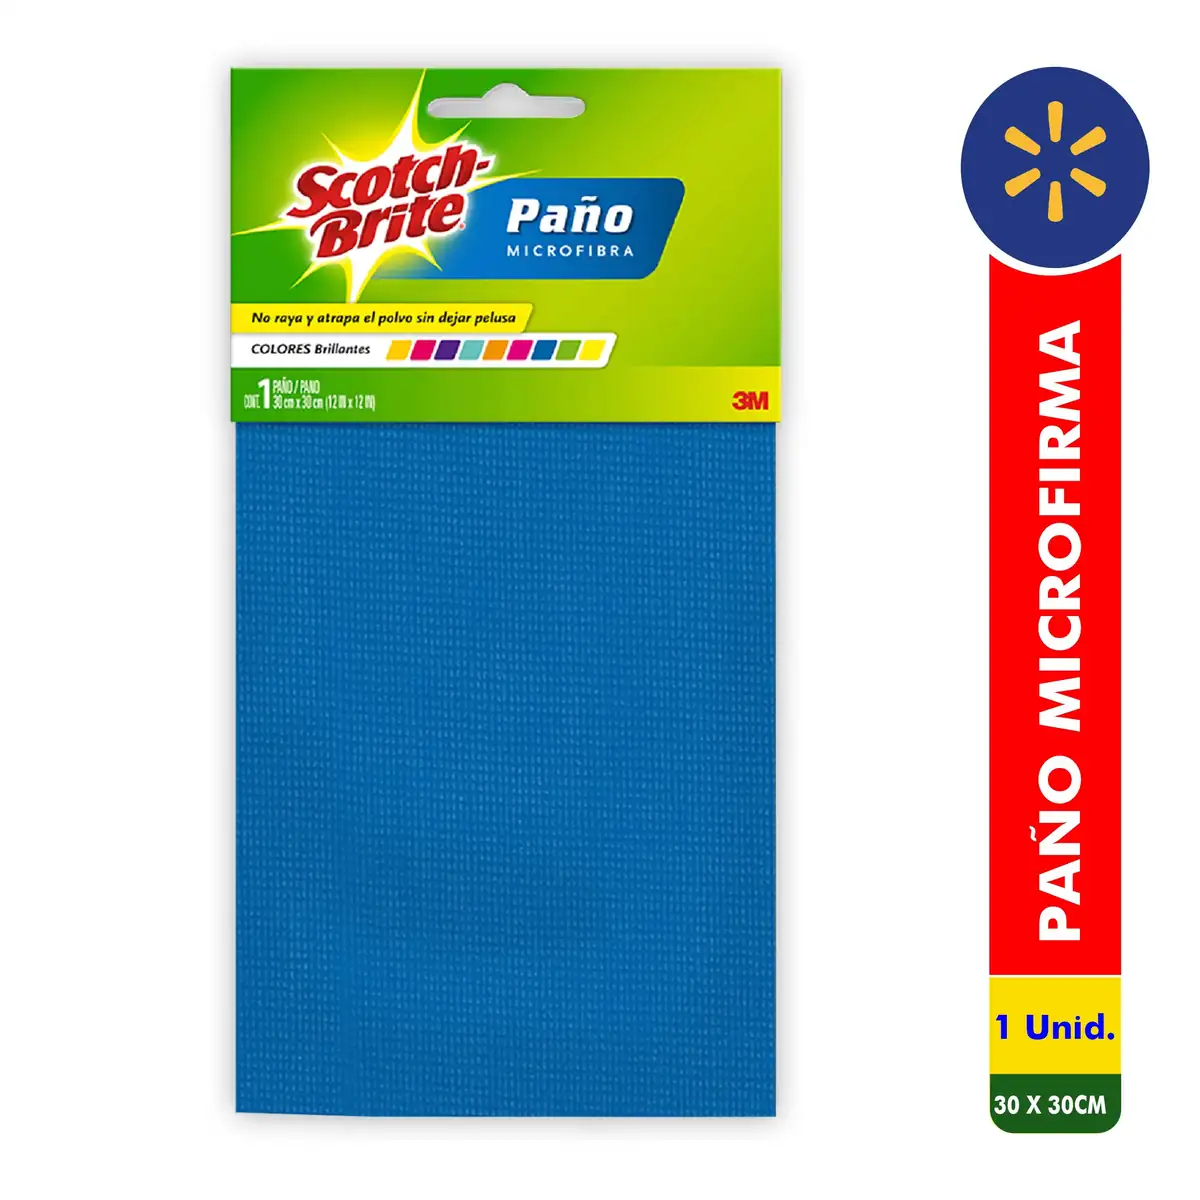 Scotch-
Brite
Paño
MICROFIBRA
No raya y atrapa el polvo sin dejar pelusa
COLORES Brillantes
CONT. 1 PAÑO / PANO
30 cm x 30 cm (12 IN x 12 IN)
3M
PAÑO MICROFIRMA
1 Unid.
30 X 30CM